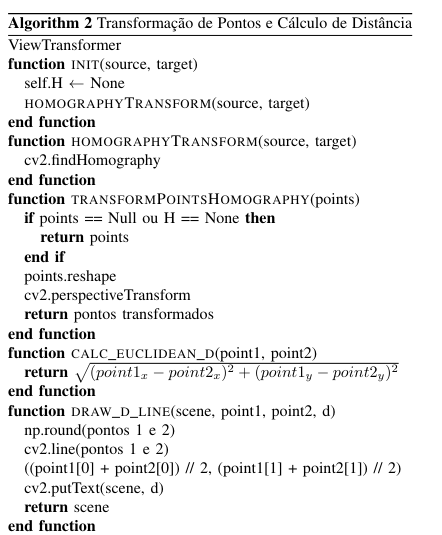 Algorithm 2 Transformação de Pontos e Cálculo de Distância
ViewTransformer
function INIT(source, target)
self.H ← None
HOMOGRAPHYTRANSFORM(source, target)
end function
function HOMOGRAPHYTRANSFORM(source, target)
cv2.findHomography
end function
function TRANSFORMPOINTSHOMOGRAPHY(points)
if points == Null ou H == None then
return points
end if
points.reshape
cv2.perspectiveTransform
return pontos transformados
end function
function CALC_EUCLIDEAN_D(point1, point2)
return √(point1ₓ − point2ₓ)² + (point1_y − point2_y)²
end function
function DRAW_D_LINE(scene, point1, point2, d)
np.round(pontos 1 e 2)
cv2.line(pontos 1 e 2)
((point1[0] + point2[0]) // 2, (point1[1] + point2[1]) // 2)
cv2.putText(scene, d)
return scene
end function